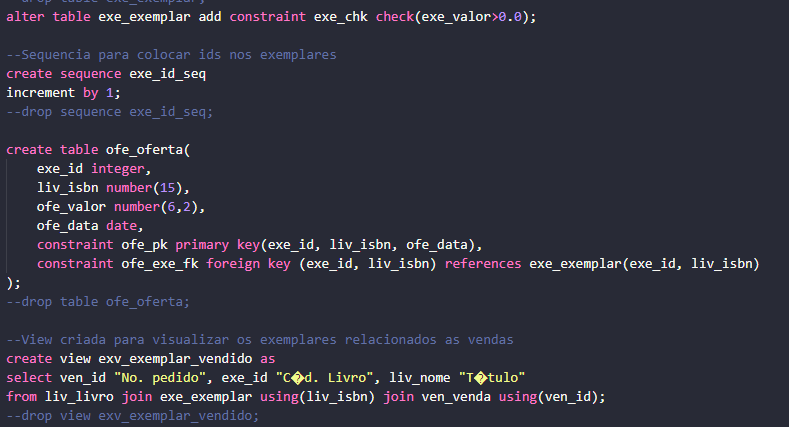 --drop table exe_exemplar;
alter table exe_exemplar add constraint exe_chk check(exe_valor>0.0);
--Sequencia para colocar ids nos exemplares
create sequence exe_id_seq
increment by 1;
--drop sequence exe_id_seq;
create table ofe_oferta(
exe_id integer,
liv_isbn number(15),
ofe_valor number(6,2),
ofe_data date,
constraint ofe_pk primary key(exe_id, liv_isbn, ofe_data),
constraint ofe_exe_fk foreign key (exe_id, liv_isbn) references exe_exemplar(exe_id, liv_isbn)
);
--drop table ofe_oferta;
--View criada para visualizar os exemplares relacionados as vendas
create view exv_exemplar_vendido as
select ven_id "No. pedido", exe_id "C�d. Livro", liv_nome "T�tulo"
from liv_livro join exe_exemplar using(liv_isbn) join ven_venda using(ven_id);
--drop view exv_exemplar_vendido;